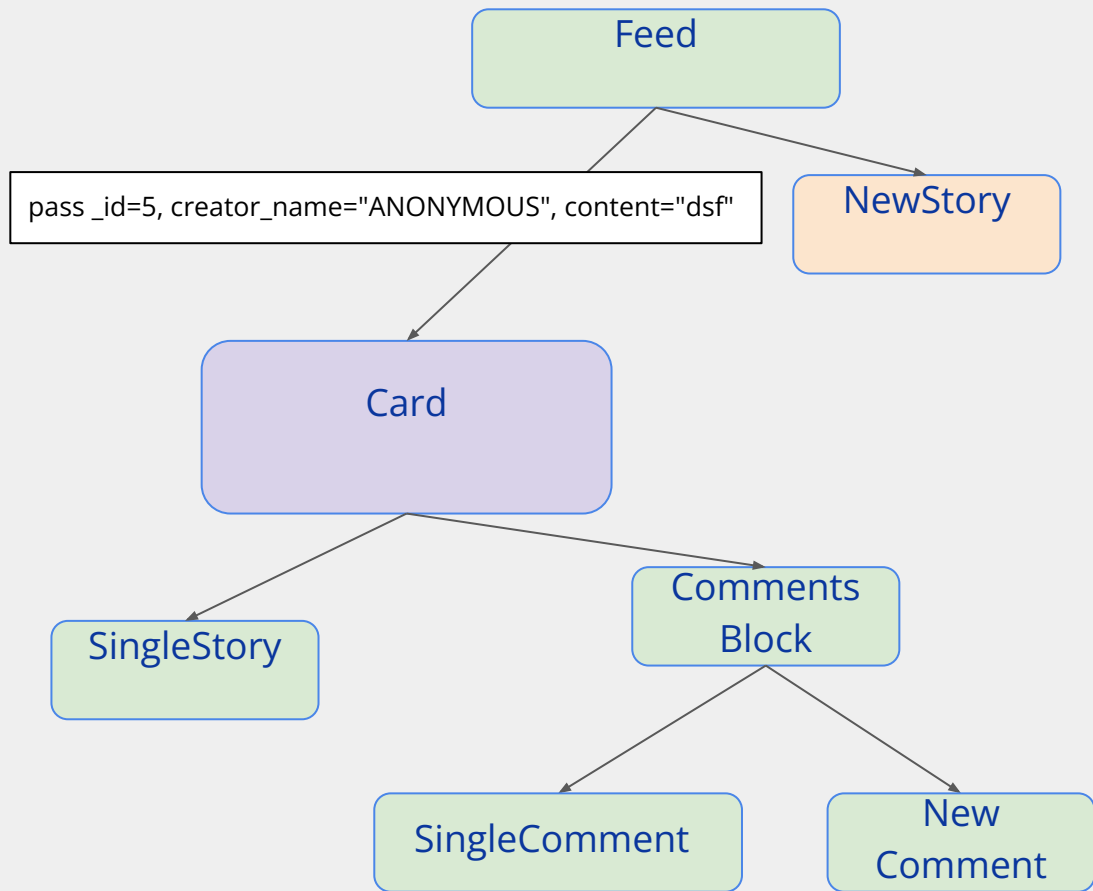 Feed
pass _id=5, creator_name="ANONYMOUS", content="dsf"
NewStory
Card
Comments
Block
SingleStory
SingleComment
New
Comment